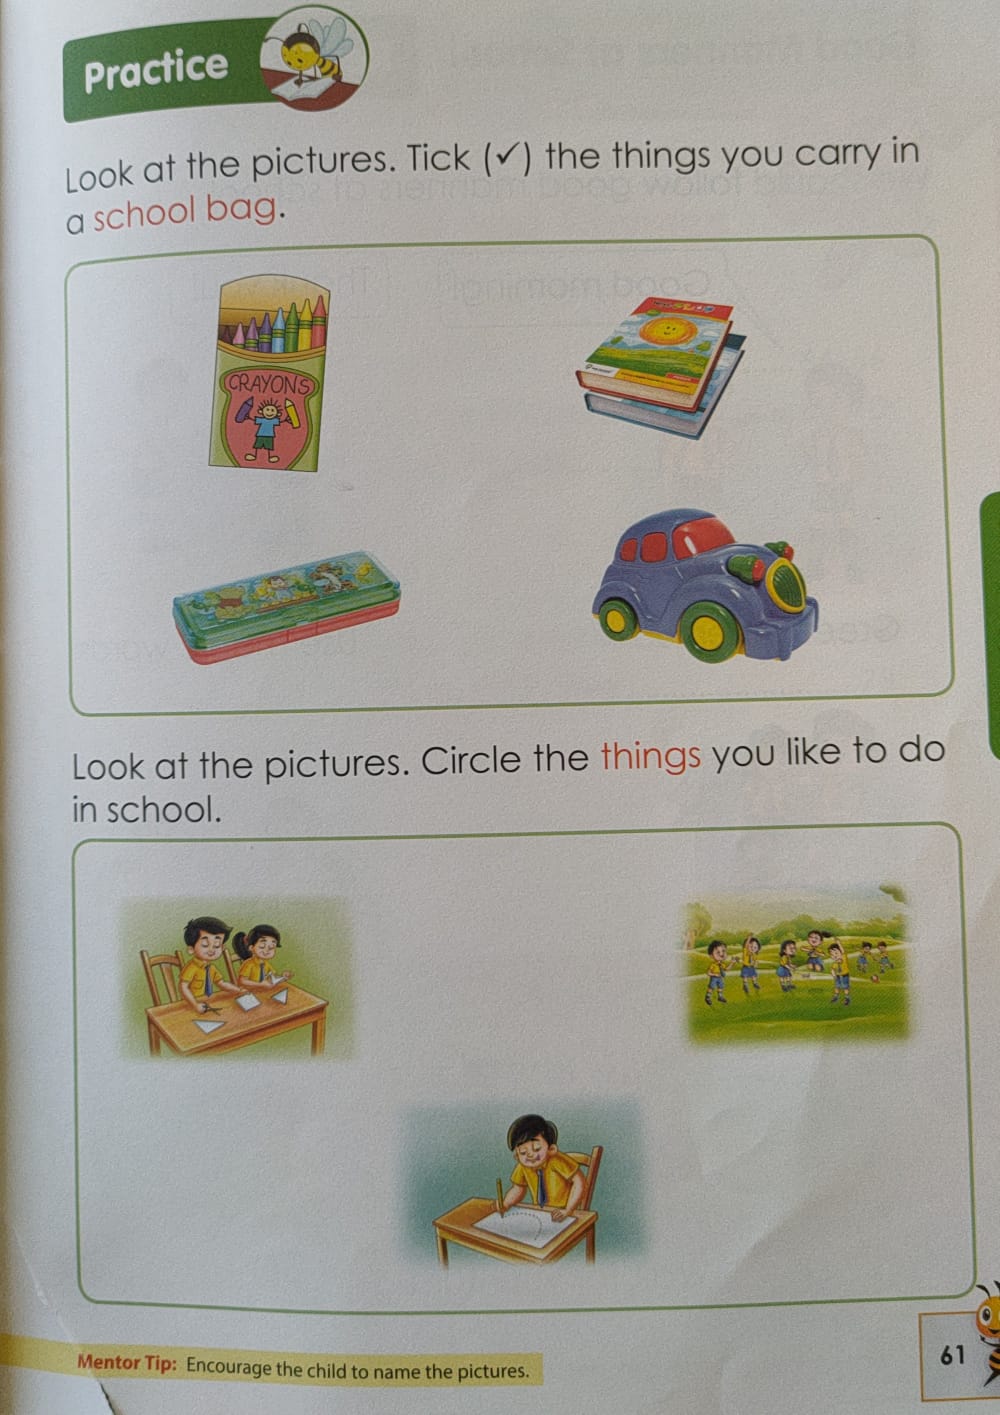 Practice
Look at the pictures. Tick (✓) the things you carry in
a school bag.
CRAYONS
Look at the pictures. Circle the things you like to do
in school.
Mentor Tip: Encourage the child to name the pictures.
61